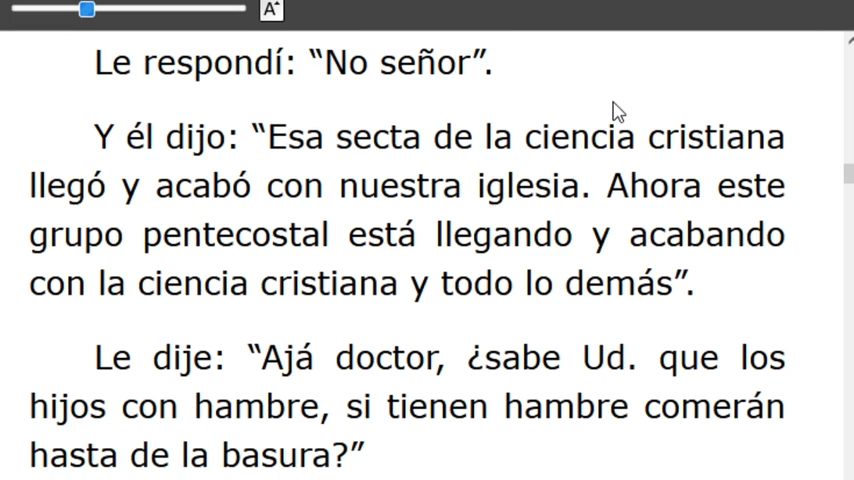 A
Le respondí: “No señor”.
Y él dijo: “Esa secta de la ciencia cristiana
llegó y acabó con nuestra iglesia. Ahora este
grupo pentecostal está llegando y acabando
con la ciencia cristiana y todo lo demás”.
Le dije: “Ajá doctor, ¿sabe Ud. que los
hijos con hambre, si tienen hambre comerán
hasta de la basura?”